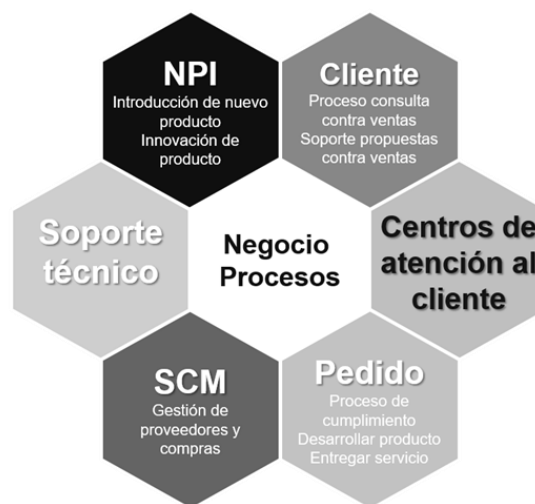 NPI
Introducción de nuevo
producto
Innovación de
producto
Cliente
Proceso consulta
contra ventas
Soporte propuestas
contra ventas
Soporte
técnico
Negocio
Procesos
Centros de
atención al
cliente
SCM
Gestión de
proveedores y
compras
Pedido
Proceso de
cumplimiento
Desarrollar producto
Entregar servicio